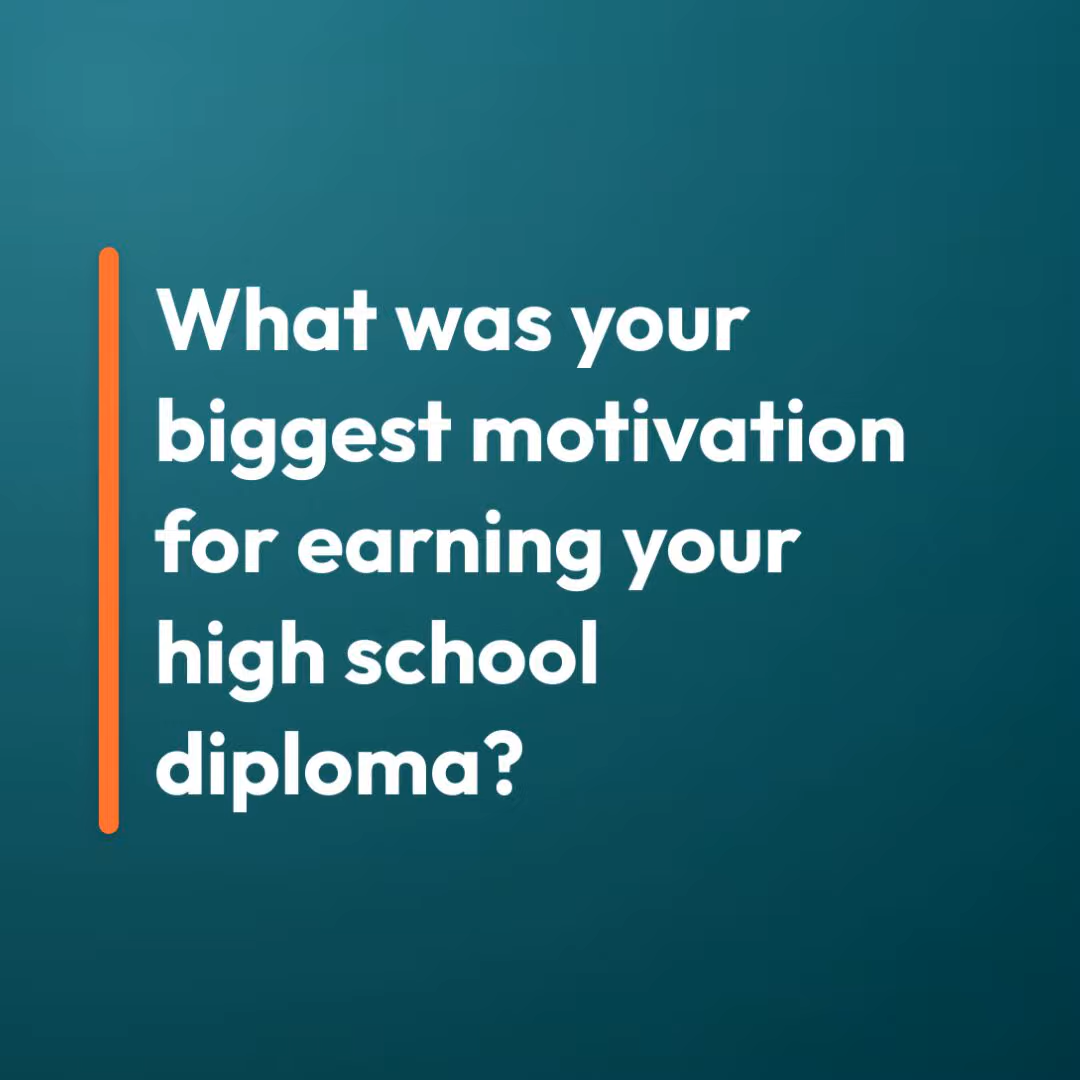 What was your
biggest motivation
for earning your
high school
diploma?